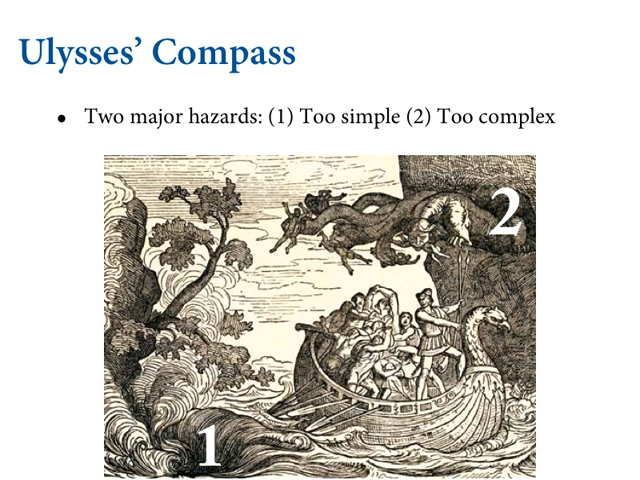 Ulysses’ Compass
• Two major hazards: (1) Too simple (2) Too complex
2
1